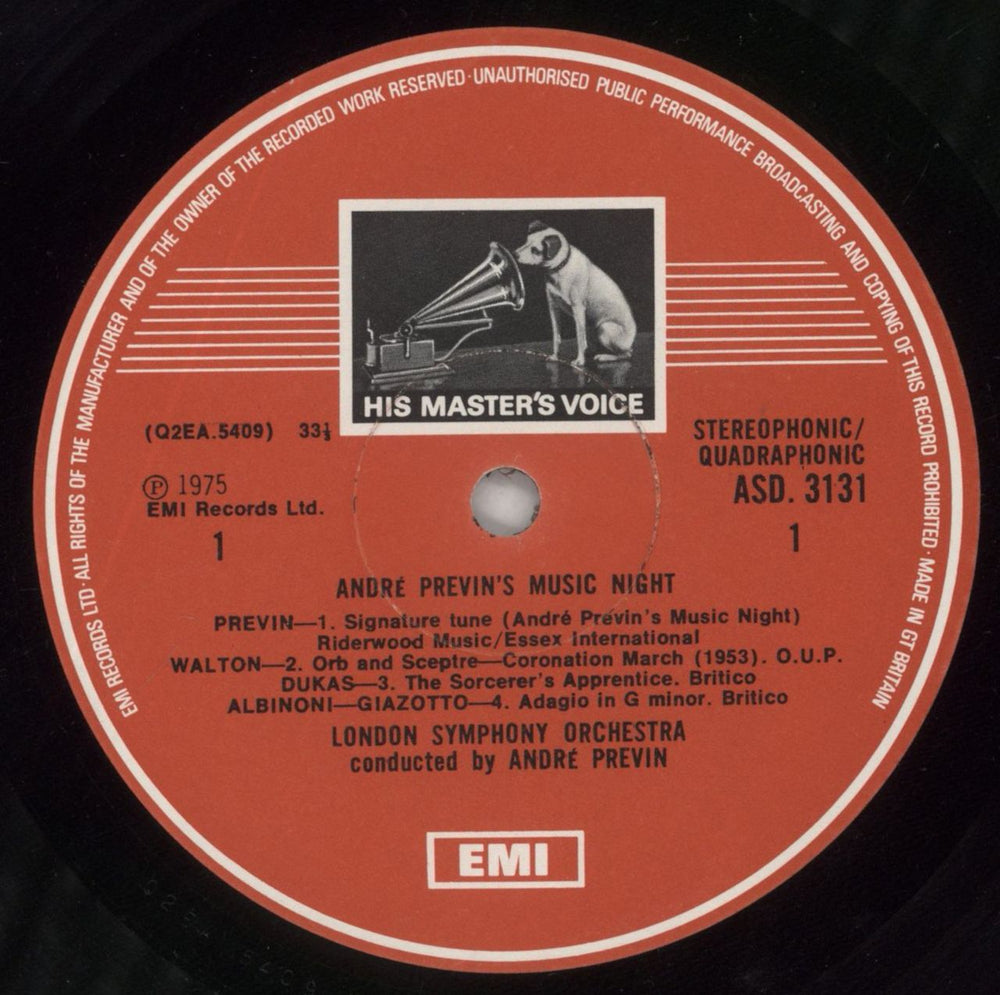 EMI RECORDS LTD · ALL RIGHTS OF THE MANUFACTURER AND OF THE OWNER OF THE RECORDED WORK RESERVED · UNAUTHORISED PUBLIC PERFORMANCE BROADCASTING AND COPYING OF THIS RECORD PROHIBITED · MADE IN GT BRITAIN
HIS MASTER'S VOICE
(Q2EA.5409) 33⅓
STEREOPHONIC/
QUADRAPHONIC
Ⓟ 1975
ASD. 3131
EMI Records Ltd.
1
1
ANDRÉ PREVIN'S MUSIC NIGHT
PREVIN—1. Signature tune (André Previn's Music Night)
Riderwood Music/Essex International
WALTON—2. Orb and Sceptre—Coronation March (1953). O.U.P.
DUKAS—3. The Sorcerer's Apprentice. Britico
ALBINONI—GIAZOTTO—4. Adagio in G minor. Britico
LONDON SYMPHONY ORCHESTRA
conducted by ANDRÉ PREVIN
EMI